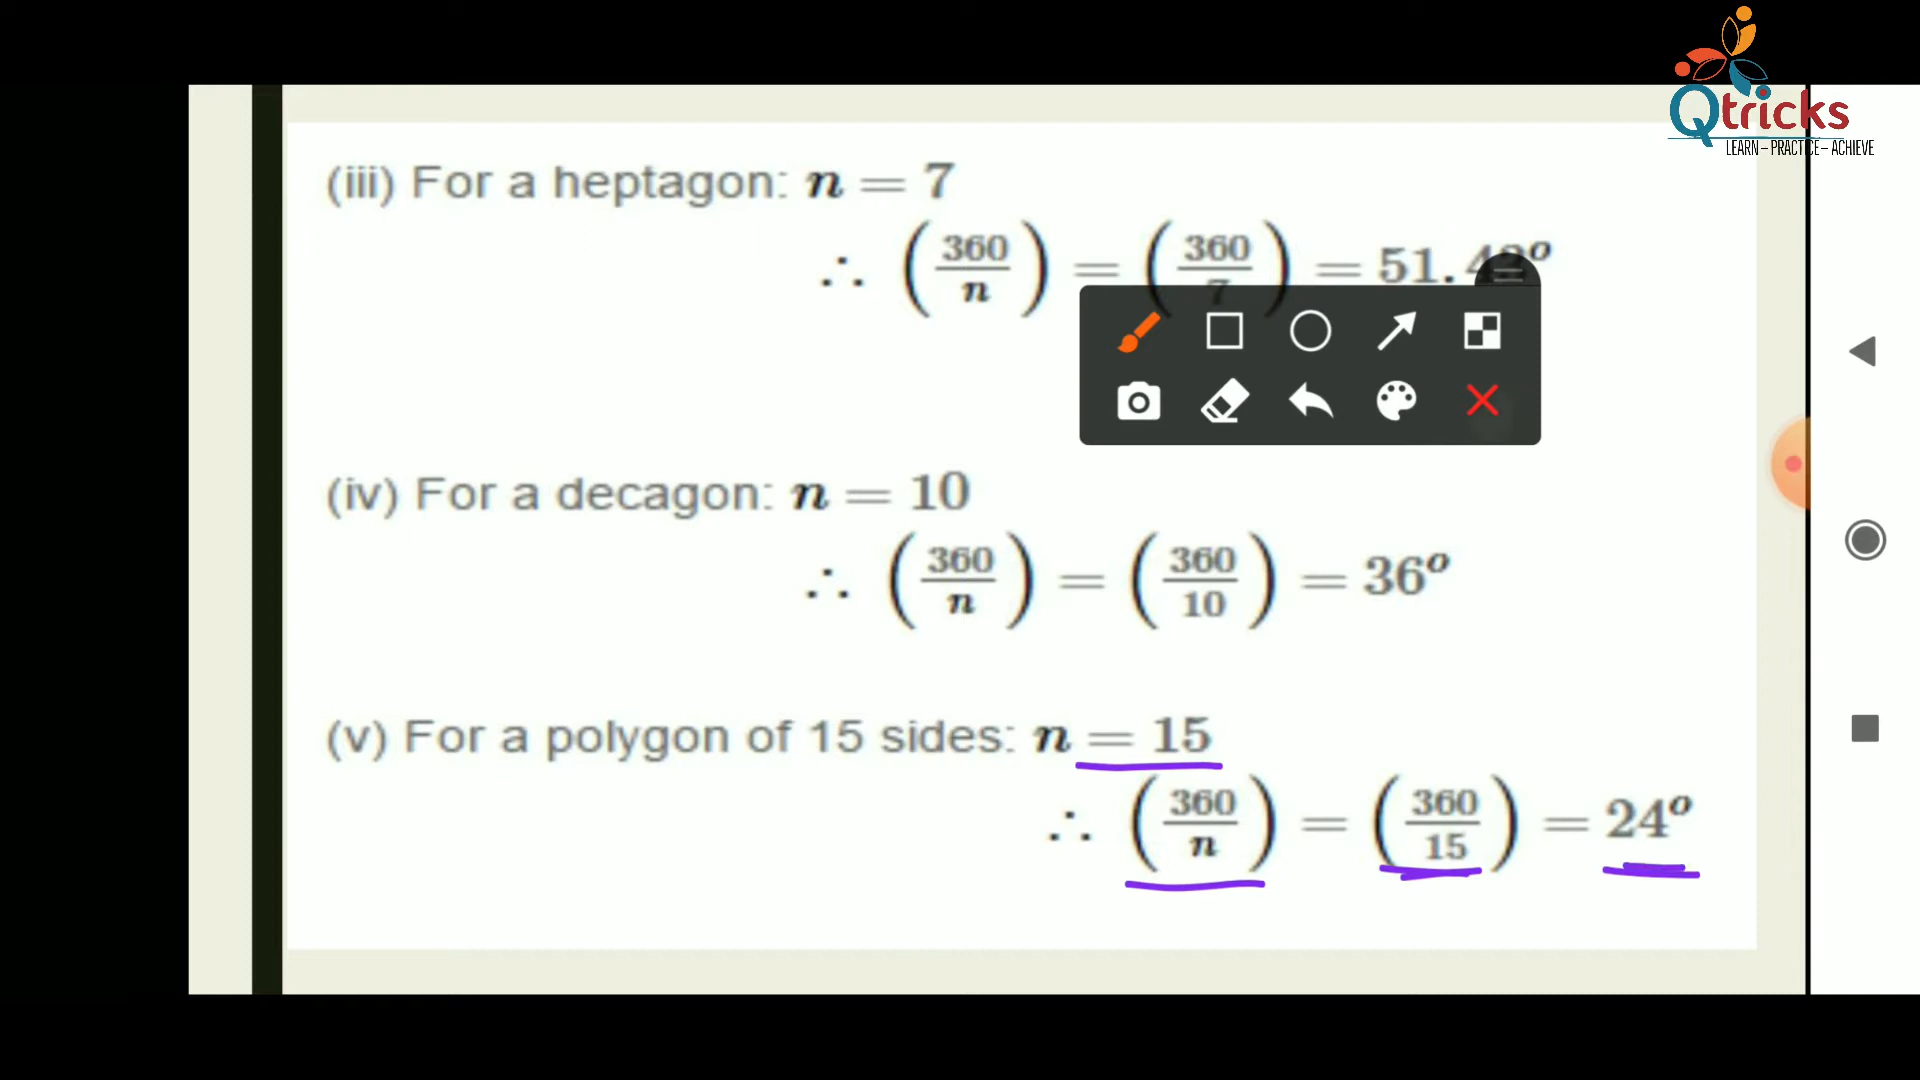 Qtricks
LEARN – PRACTICE – ACHIEVE
(iii) For a heptagon: n = 7
∴ (360/n) = (360/7) = 51.42°
(iv) For a decagon: n = 10
∴ (360/n) = (360/10) = 36°
(v) For a polygon of 15 sides: n = 15
∴ (360/n) = (360/15) = 24°